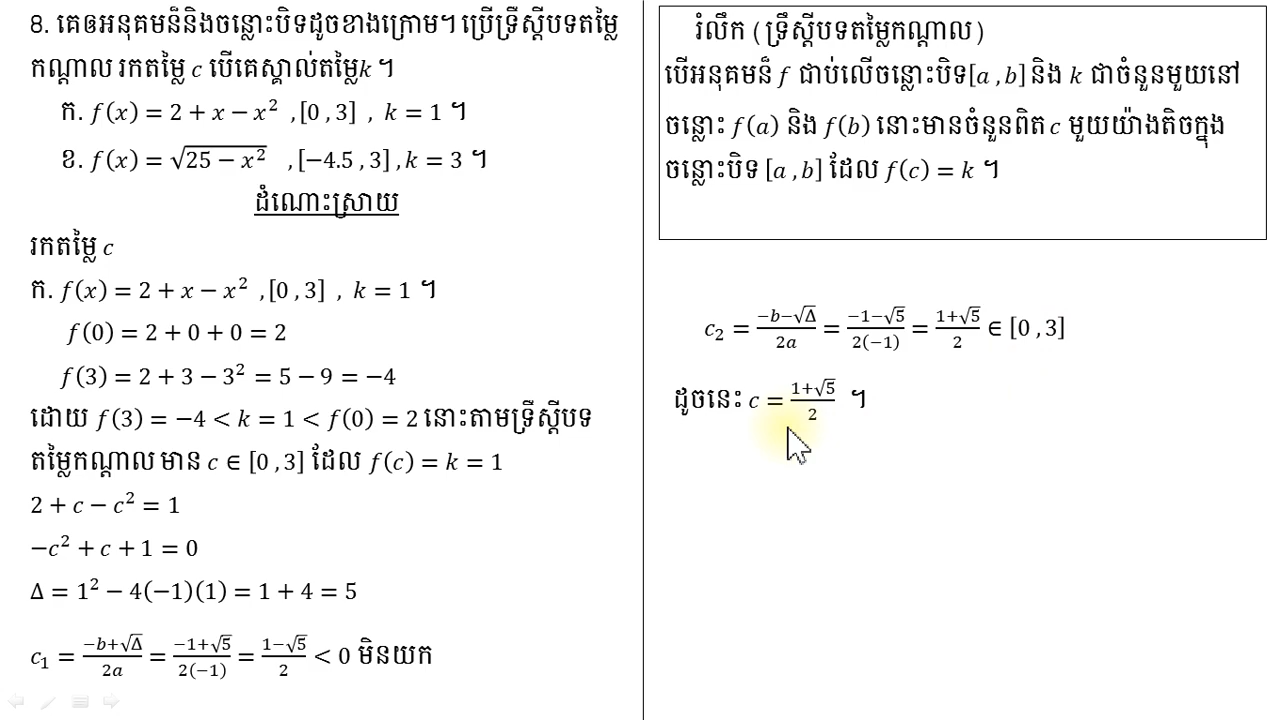 8. គេឲអនុគមន៏និងចន្លោះបិទដូចខាងក្រោម។ ប្រើទ្រឺស្តីបទតម្លៃ
កណ្តាល រកតម្លៃ c បើគេស្គាល់តម្លៃk ។
ក. f(x) = 2 + x − x² , [0 , 3] , k = 1 ។
ខ. f(x) = √(25 − x²) , [−4.5 , 3] , k = 3 ។
ដំណោះស្រាយ
រកតម្លៃ c
ក. f(x) = 2 + x − x² , [0 , 3] , k = 1 ។
f(0) = 2 + 0 + 0 = 2
f(3) = 2 + 3 − 3² = 5 − 9 = −4
ដោយ f(3) = −4 < k = 1 < f(0) = 2 នោះតាមទ្រឺស្តីបទ
តម្លៃកណ្តាល មាន c ∈ [0 , 3] ដែល f(c) = k = 1
2 + c − c² = 1
−c² + c + 1 = 0
Δ = 1² − 4(−1)(1) = 1 + 4 = 5
c₁ = (−b+√Δ)/2a = (−1+√5)/2(−1) = (1−√5)/2 < 0 មិនយក
រំលឹក ( ទ្រឹស្តីបទតម្លៃកណ្តាល )
បើអនុគមន៏ f ជាប់លើចន្លោះបិទ[a , b] និង k ជាចំនួនមួយនៅ
ចន្លោះ f(a) និង f(b) នោះមានចំនួនពិត c មួយយ៉ាងតិចក្នុង
ចន្លោះបិទ [a , b] ដែល f(c) = k ។
c₂ = (−b−√Δ)/2a = (−1−√5)/2(−1) = (1+√5)/2 ∈ [0 , 3]
ដូចនេះ c = (1+√5)/2 ។